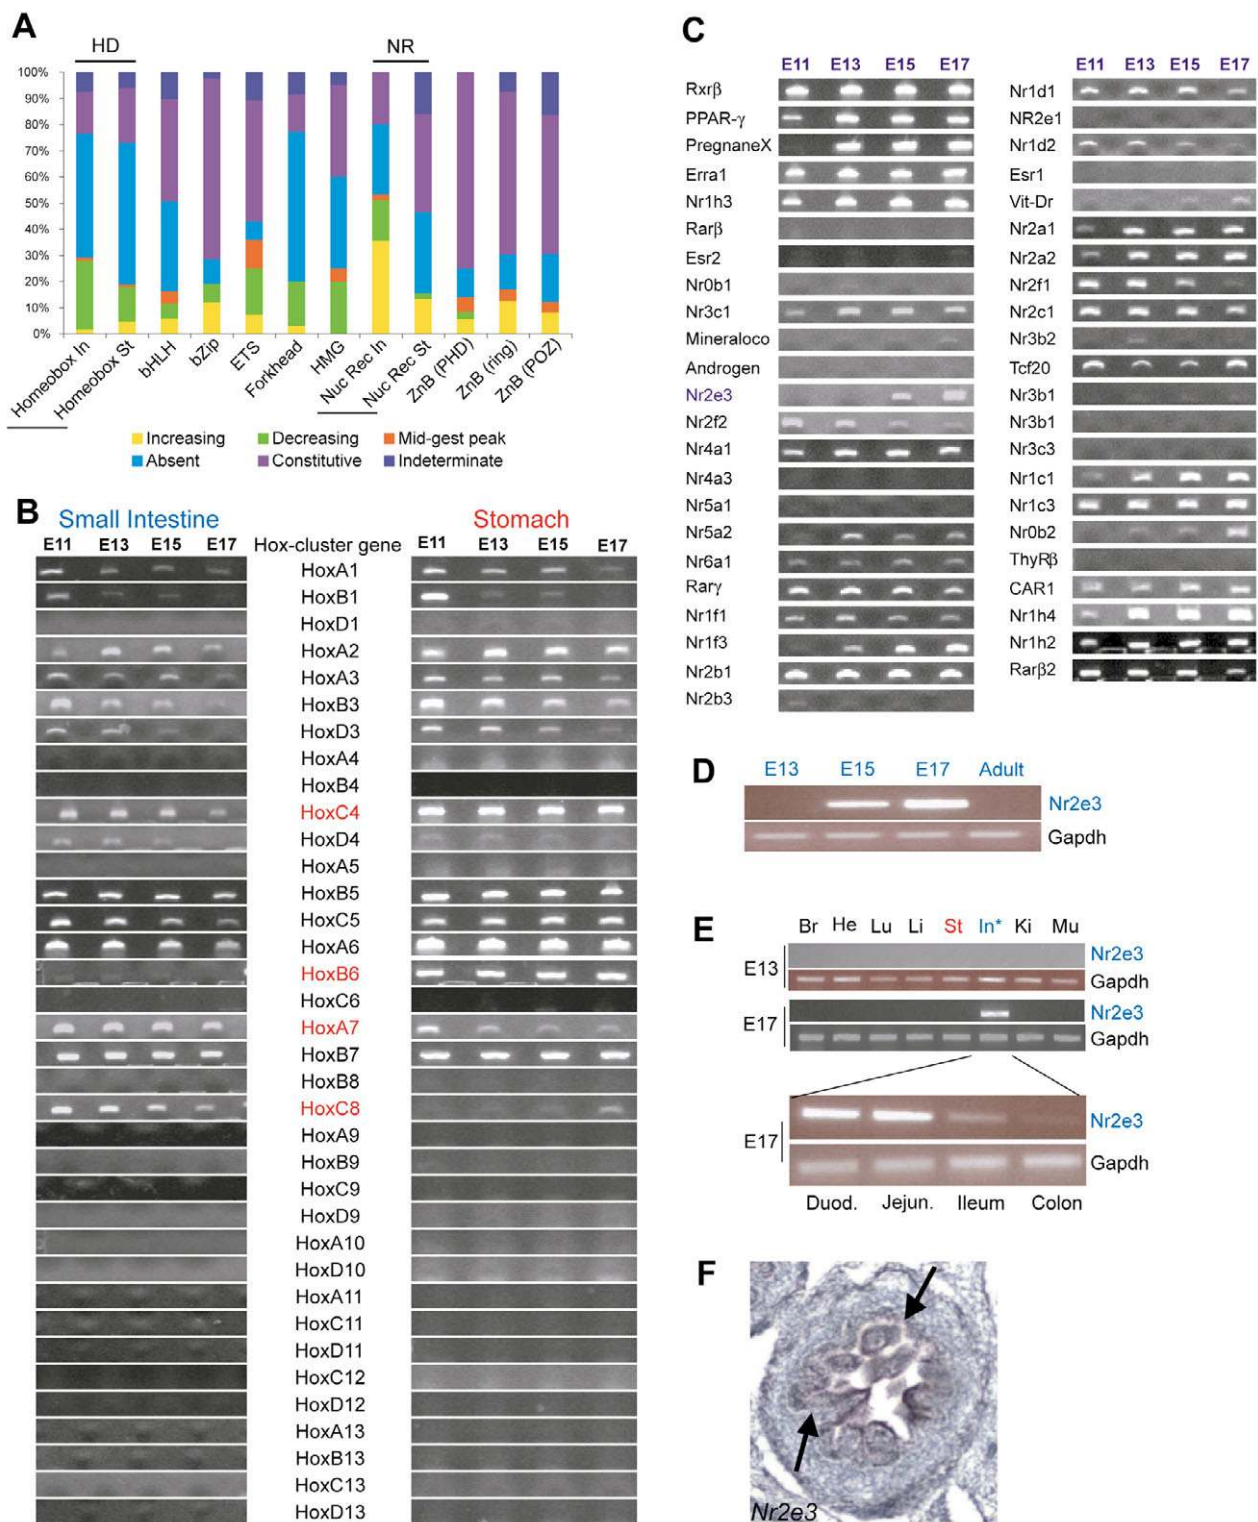 A
HD
NR
100%
90%
80%
70%
60%
50%
40%
30%
20%
10%
0%
Homeobox In
Homeobox St
bHLH
bZip
ETS
Forkhead
HMG
Nuc Rec In
Nuc Rec St
ZnB (PHD)
ZnB (ring)
ZnB (POZ)
Increasing Decreasing Mid-gest peak
Absent Constitutive Indeterminate
B
Small Intestine Stomach
E11 E13 E15 E17 Hox-cluster gene E11 E13 E15 E17
HoxA1
HoxB1
HoxD1
HoxA2
HoxA3
HoxB3
HoxD3
HoxA4
HoxB4
HoxC4
HoxD4
HoxA5
HoxB5
HoxC5
HoxA6
HoxB6
HoxC6
HoxA7
HoxB7
HoxB8
HoxC8
HoxA9
HoxB9
HoxC9
HoxD9
HoxA10
HoxD10
HoxA11
HoxC11
HoxD11
HoxC12
HoxD12
HoxA13
HoxB13
HoxC13
HoxD13
C
E11 E13 E15 E17
Rxrβ
PPAR-γ
PregnaneX
Erra1
Nr1h3
Rarβ
Esr2
Nr0b1
Nr3c1
Mineraloco
Androgen
Nr2e3
Nr2f2
Nr4a1
Nr4a3
Nr5a1
Nr5a2
Nr6a1
Rarγ
Nr1f1
Nr1f3
Nr2b1
Nr2b3
E11 E13 E15 E17
Nr1d1
NR2e1
Nr1d2
Esr1
Vit-Dr
Nr2a1
Nr2a2
Nr2f1
Nr2c1
Nr3b2
Tcf20
Nr3b1
Nr3b1
Nr3c3
Nr1c1
Nr1c3
Nr0b2
ThyRβ
CAR1
Nr1h4
Nr1h2
Rarβ2
D
E13 E15 E17 Adult
Nr2e3
Gapdh
E
Br He Lu Li St In* Ki Mu
E13
Nr2e3
Gapdh
E17
Nr2e3
Gapdh
E17
Nr2e3
Gapdh
Duod. Jejun. Ileum Colon
F
Nr2e3